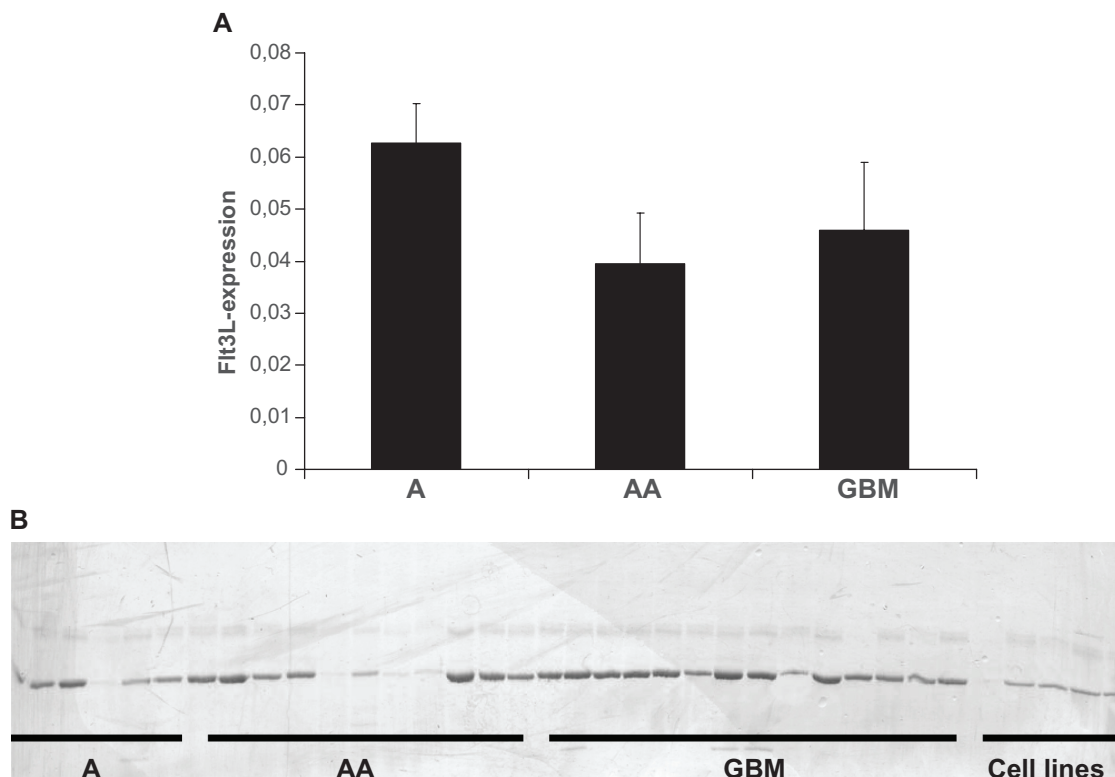 A
0,08
0,07
0,06
0,05
0,04
0,03
0,02
0,01
0
Flt3L-expression
A AA GBM
B
A AA GBM Cell lines